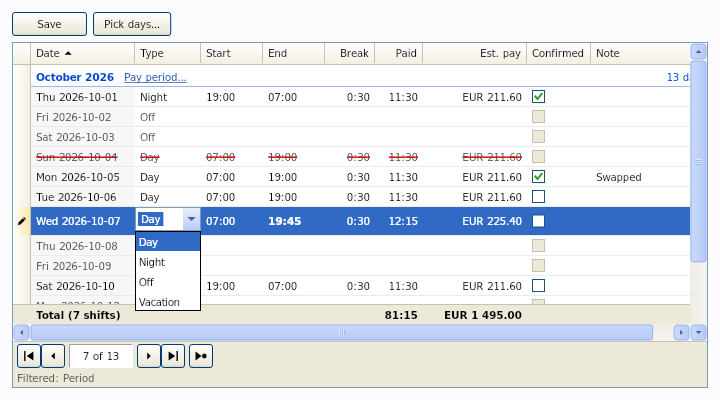 Save Pick days...
Date Type Start End Break Paid Est. pay Confirmed Note
October 2026 Pay period... 13 d
Thu 2026-10-01 Night 19:00 07:00 0:30 11:30 EUR 211.60
Fri 2026-10-02 Off
Sat 2026-10-03 Off
Sun 2026-10-04 Day 07:00 19:00 0:30 11:30 EUR 211.60
Mon 2026-10-05 Day 07:00 19:00 0:30 11:30 EUR 211.60 Swapped
Tue 2026-10-06 Day 07:00 19:00 0:30 11:30 EUR 211.60
Wed 2026-10-07 Day 07:00 19:45 0:30 12:15 EUR 225.40
Day
Thu 2026-10-08
Night
Fri 2026-10-09
Off
Sat 2026-10-10 19:00 07:00 0:30 11:30 EUR 211.60
Vacation
Total (7 shifts) 81:15 EUR 1 495.00
7 of 13
Filtered: Period